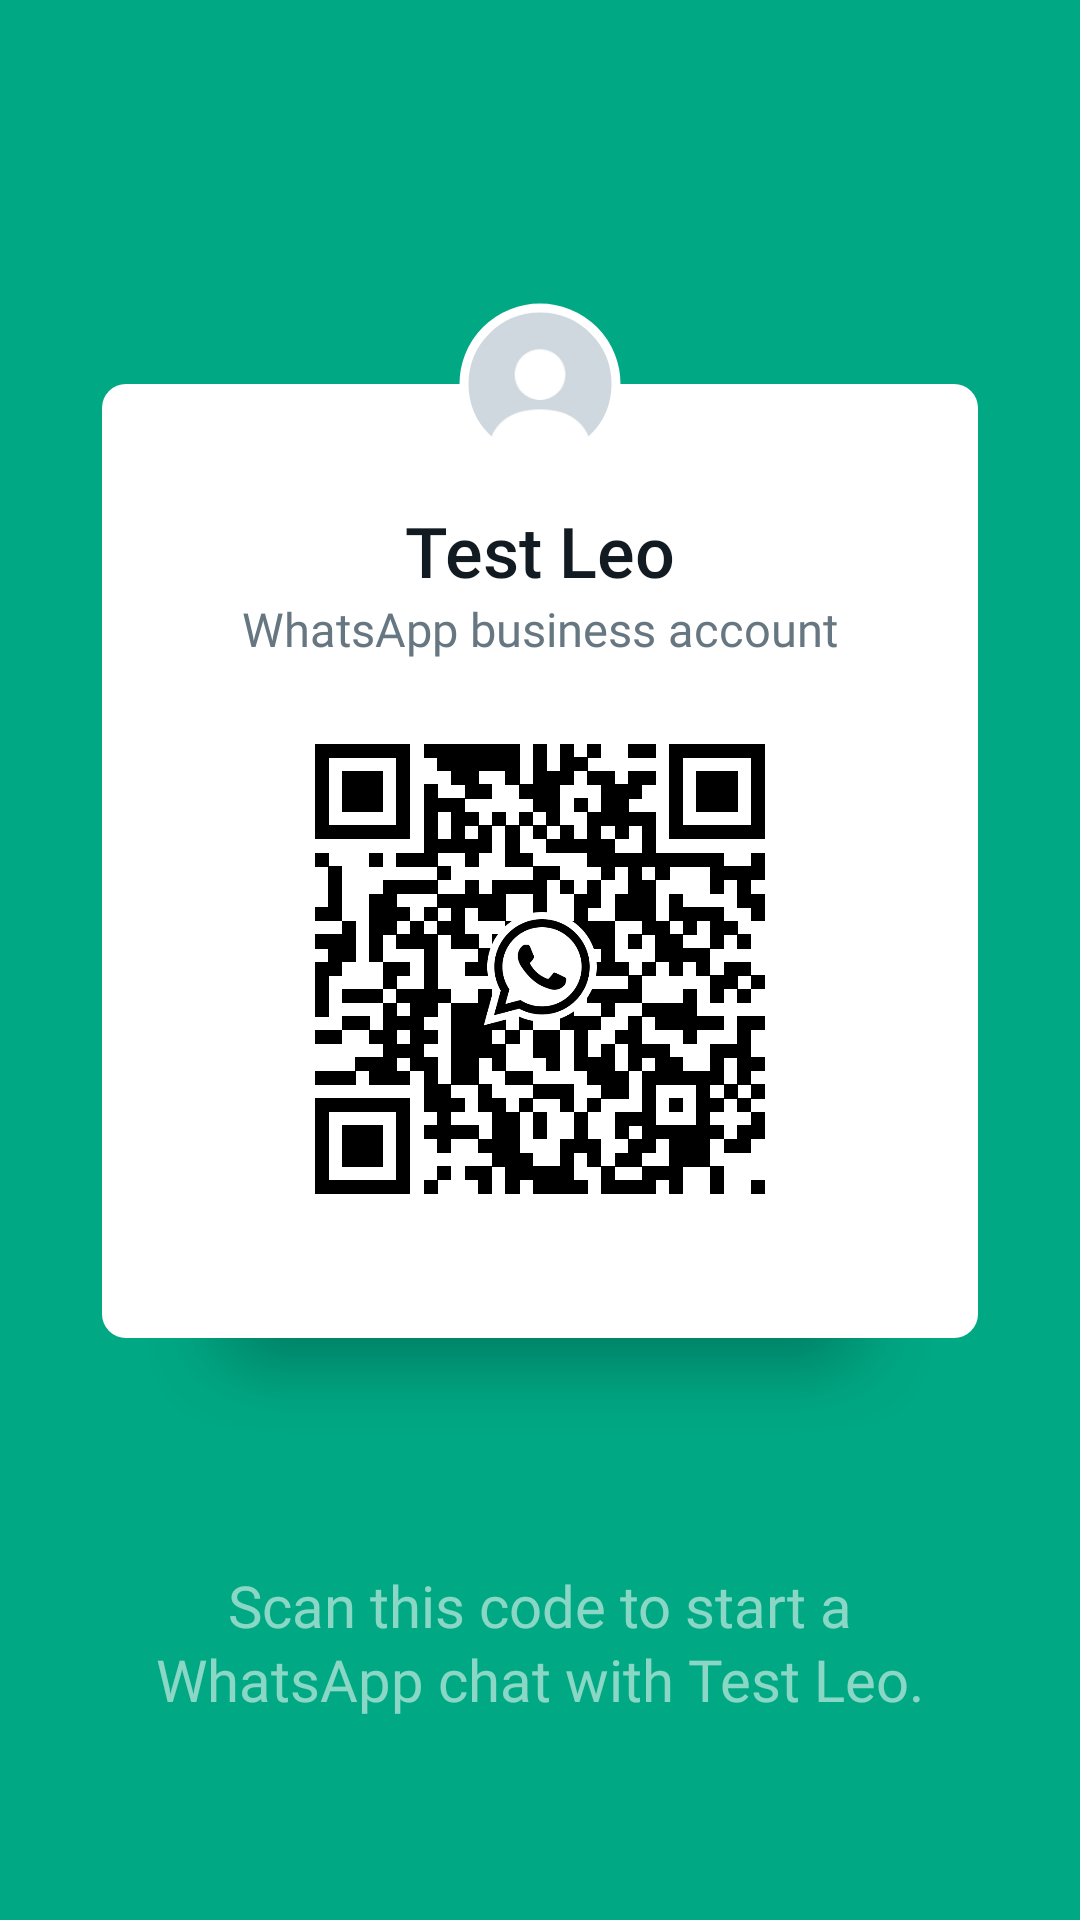 Test Leo
WhatsApp business account
Scan this code to start a
WhatsApp chat with Test Leo.